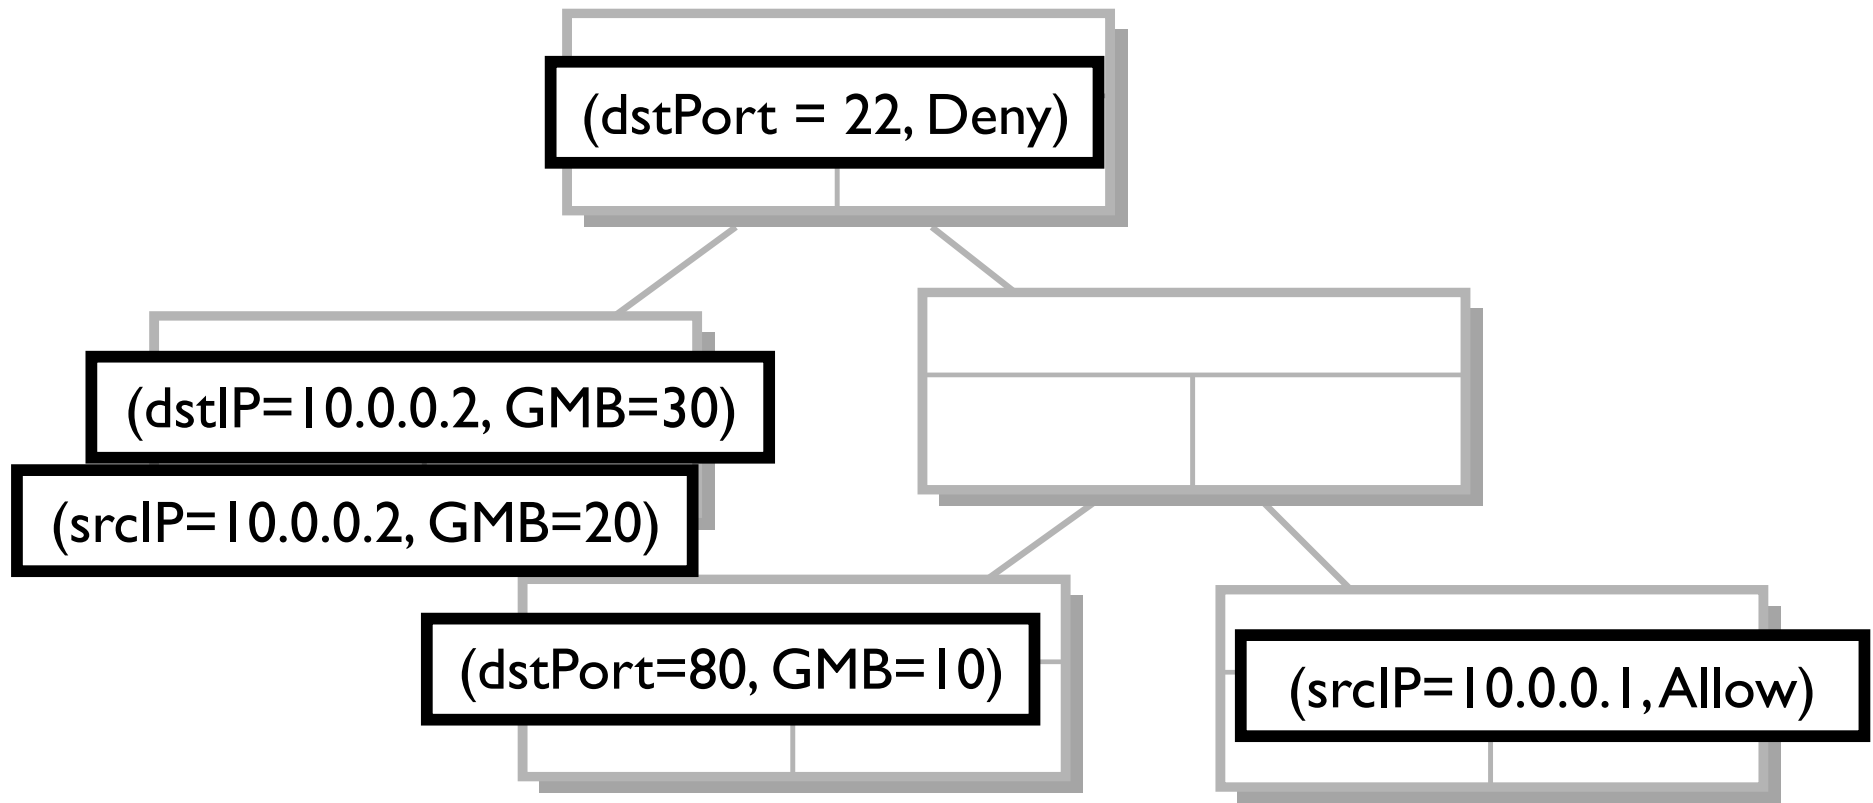 (dstPort = 22, Deny)
(dstIP=10.0.0.2, GMB=30)
(srcIP=10.0.0.2, GMB=20)
(dstPort=80, GMB=10)
(srcIP=10.0.0.1, Allow)